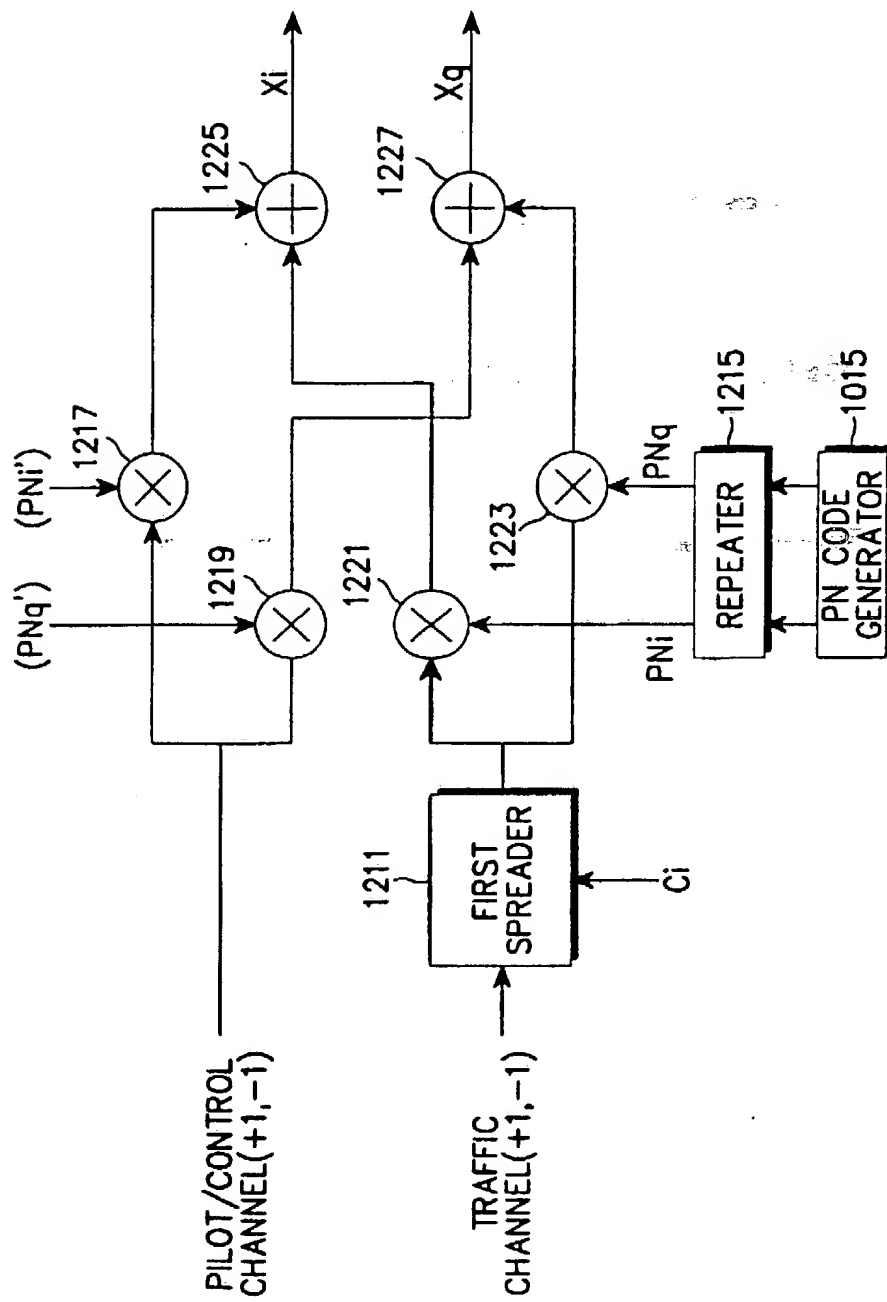 PILOT/CONTROL
CHANNEL(+1,-1)
TRAFFIC
CHANNEL(+1,-1)
1211
FIRST
SPREADER
Ci
(PNq')
(PNi')
1217
1219
1221
1223
PNi
PNq
REPEATER
1215
PN CODE
GENERATOR
1015
1225
Xi
1227
Xq